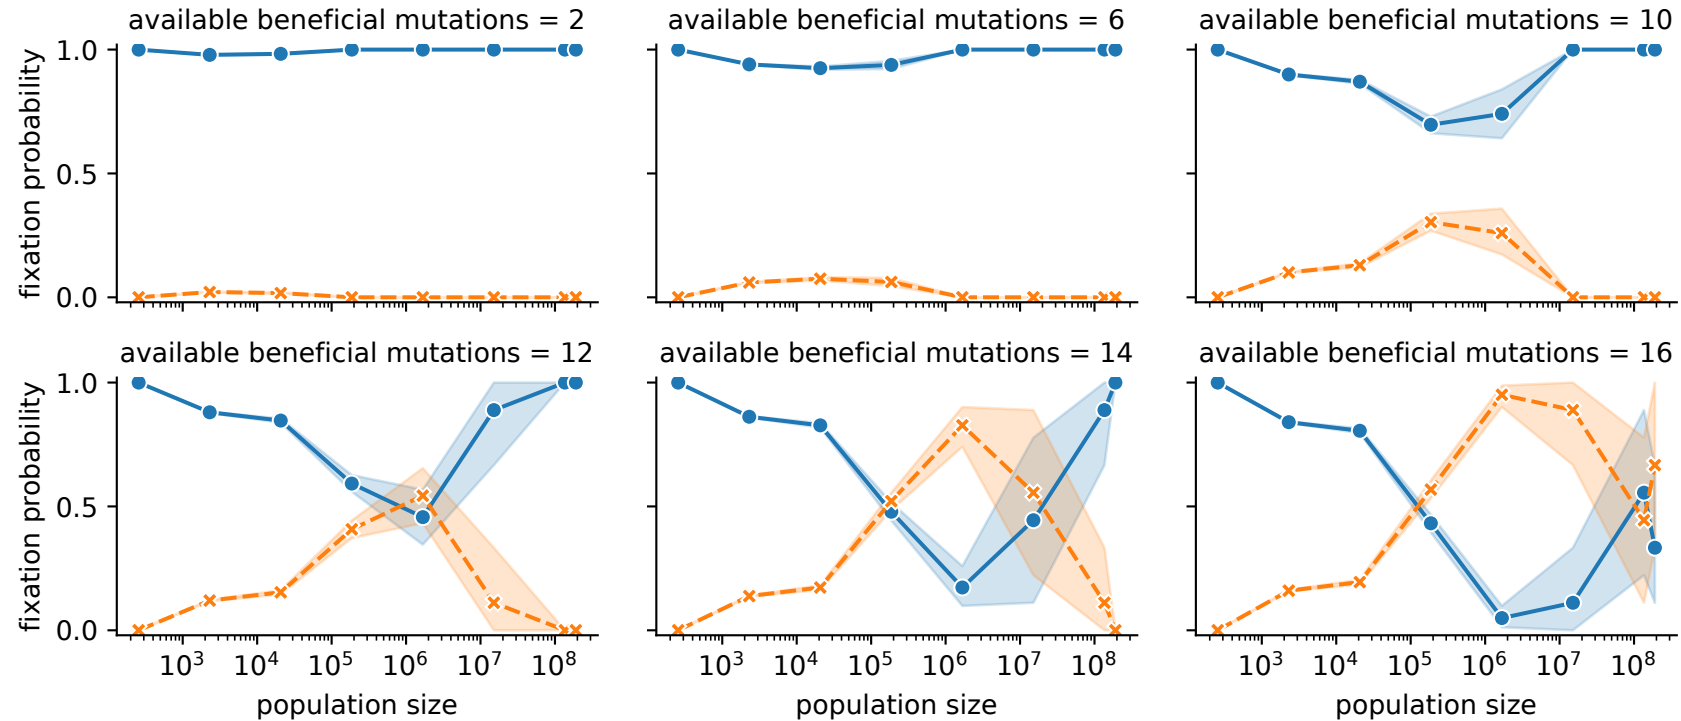 available beneficial mutations = 2
available beneficial mutations = 6
available beneficial mutations = 10
fixation probability
1.0
0.5
0.0
available beneficial mutations = 12
available beneficial mutations = 14
available beneficial mutations = 16
fixation probability
1.0
0.5
0.0
10³ 10⁴ 10⁵ 10⁶ 10⁷ 10⁸
10³ 10⁴ 10⁵ 10⁶ 10⁷ 10⁸
10³ 10⁴ 10⁵ 10⁶ 10⁷ 10⁸
population size
population size
population size